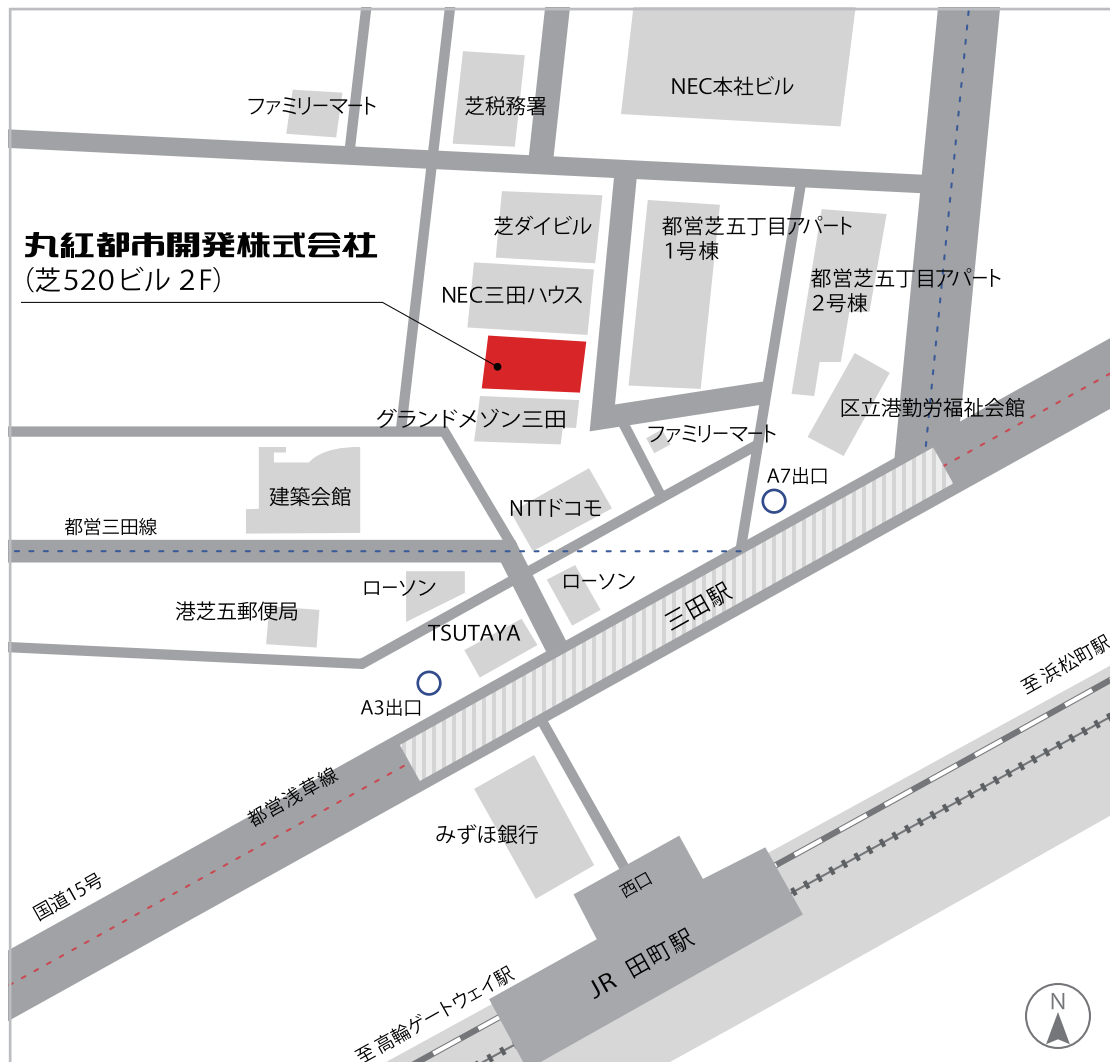 NEC本社ビル
ファミリーマート
芝税務署
芝ダイビル
都営芝五丁目アパート
1号棟
丸紅都市開発株式会社
(芝520ビル 2F)
NEC三田ハウス
都営芝五丁目アパート
2号棟
グランドメゾン三田
区立港勤労福祉会館
ファミリーマート
A7出口
建築会館
NTTドコモ
都営三田線
ローソン
ローソン
港芝五郵便局
三田駅
TSUTAYA
A3出口
至浜松町駅
都営浅草線
みずほ銀行
国道15号
西口
JR 田町駅
至高輪ゲートウェイ駅
N